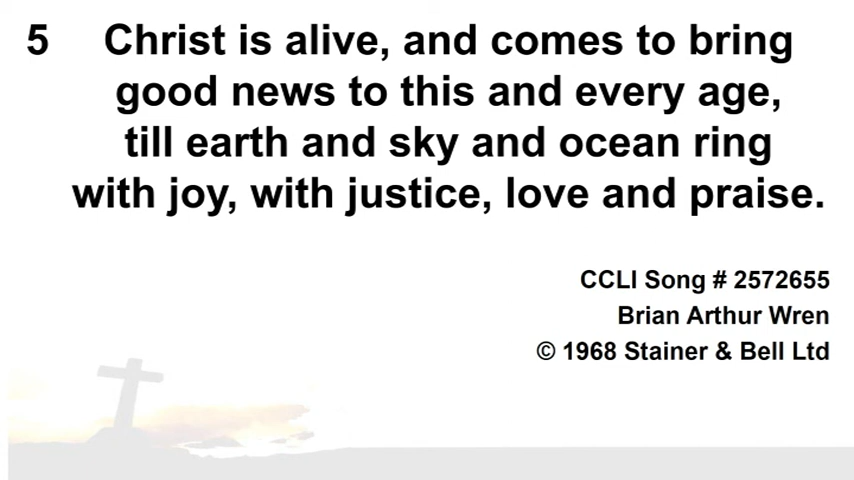 5 Christ is alive, and comes to bring
good news to this and every age,
till earth and sky and ocean ring
with joy, with justice, love and praise.
CCLI Song # 2572655
Brian Arthur Wren
© 1968 Stainer & Bell Ltd